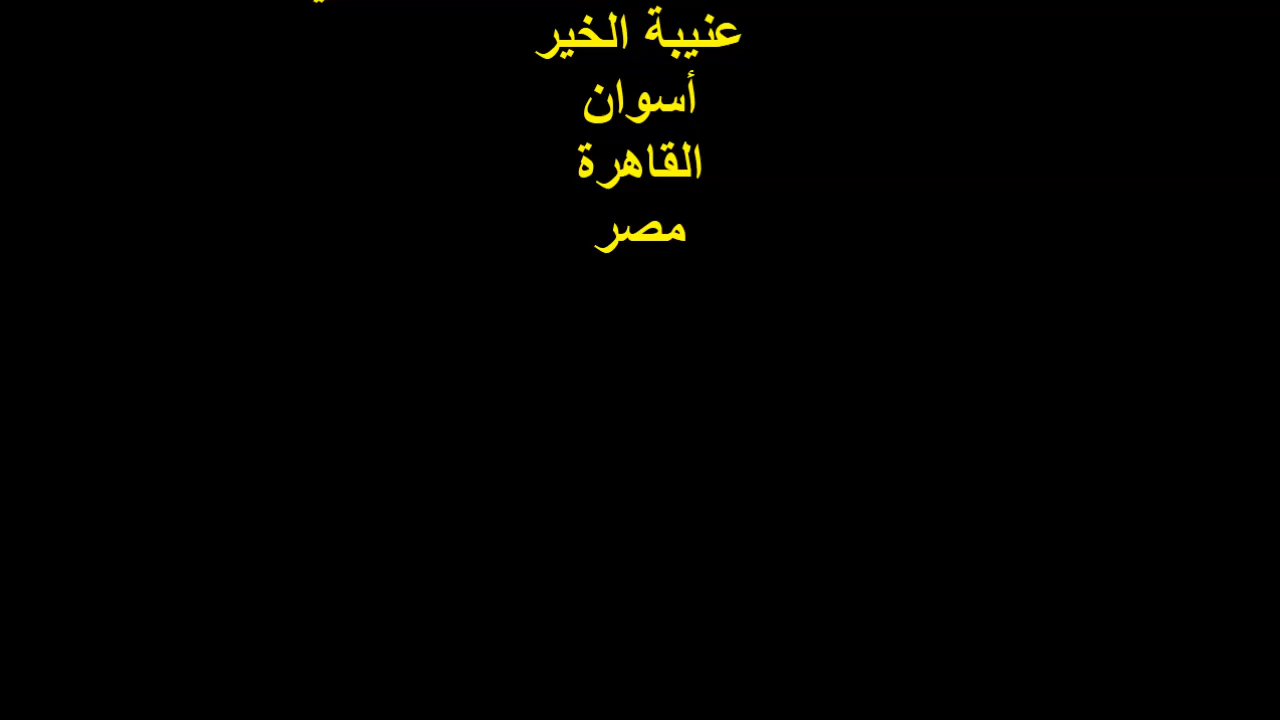 عنيبة الخير
أسوان
القاهرة
مصر